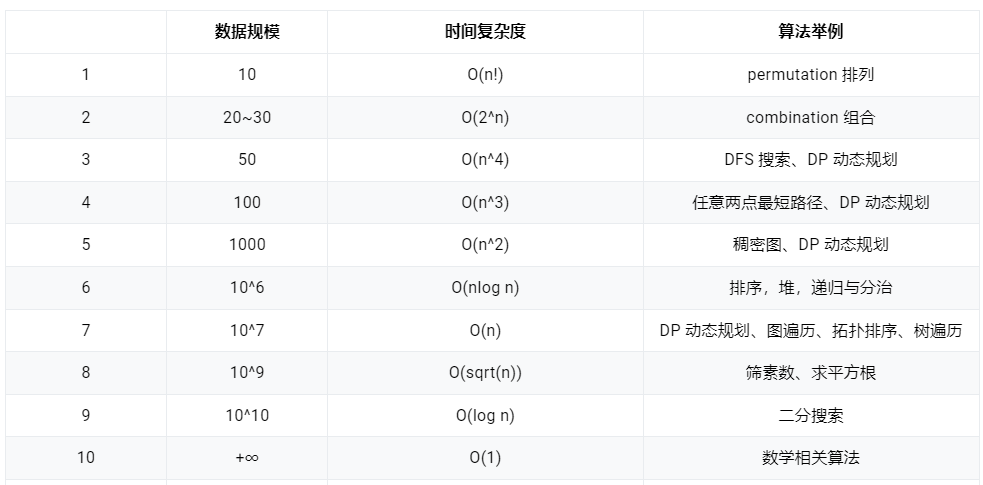 数据规模 时间复杂度 算法举例
1 10 O(n!) permutation 排列
2 20~30 O(2^n) combination 组合
3 50 O(n^4) DFS 搜索、DP 动态规划
4 100 O(n^3) 任意两点最短路径、DP 动态规划
5 1000 O(n^2) 稠密图、DP 动态规划
6 10^6 O(nlog n) 排序，堆，递归与分治
7 10^7 O(n) DP 动态规划、图遍历、拓扑排序、树遍历
8 10^9 O(sqrt(n)) 筛素数、求平方根
9 10^10 O(log n) 二分搜索
10 +∞ O(1) 数学相关算法